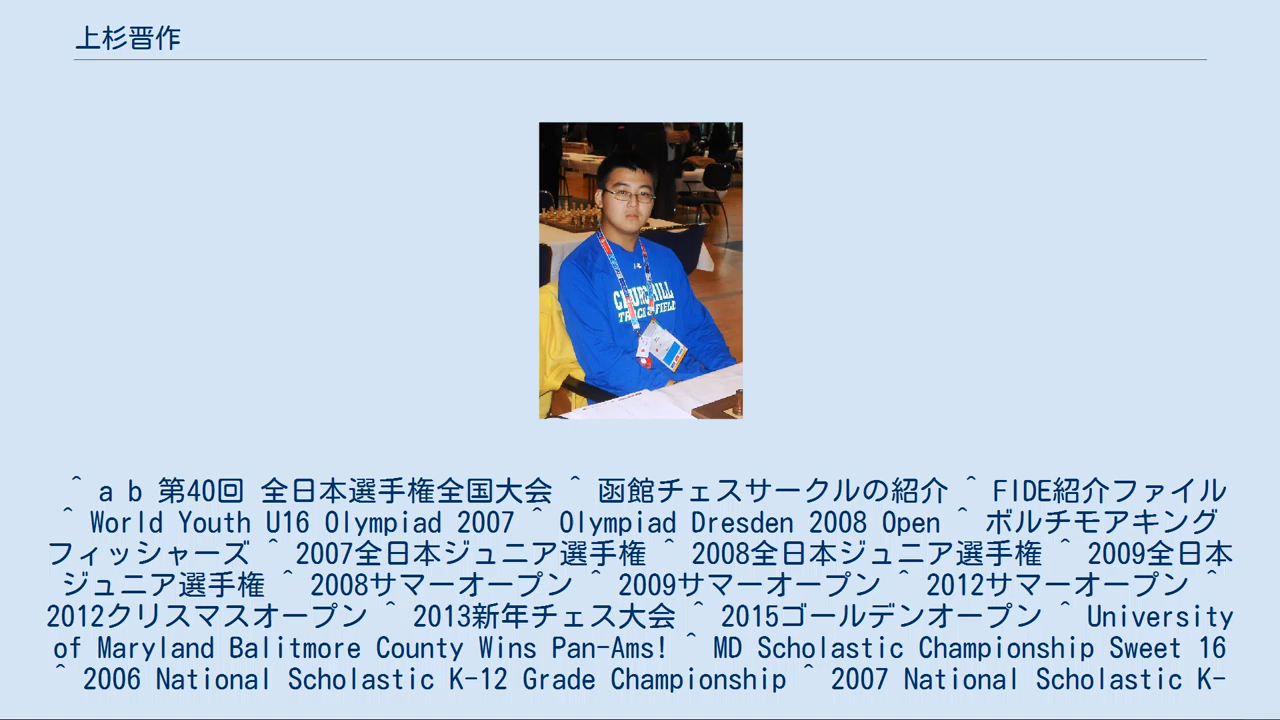 上杉晋作
CHURCHILL
TRACK & FIELD
^ a b 第40回 全日本選手権全国大会 ^ 函館チェスサークルの紹介 ^ FIDE紹介ファイル
^ World Youth U16 Olympiad 2007 ^ Olympiad Dresden 2008 Open ^ ボルチモアキング
フィッシャーズ ^ 2007全日本ジュニア選手権 ^ 2008全日本ジュニア選手権 ^ 2009全日本
ジュニア選手権 ^ 2008サマーオープン ^ 2009サマーオープン ^ 2012サマーオープン ^
2012クリスマスオープン ^ 2013新年チェス大会 ^ 2015ゴールデンオープン ^ University
of Maryland Balitmore County Wins Pan-Ams! ^ MD Scholastic Championship Sweet 16
^ 2006 National Scholastic K-12 Grade Championship ^ 2007 National Scholastic K-